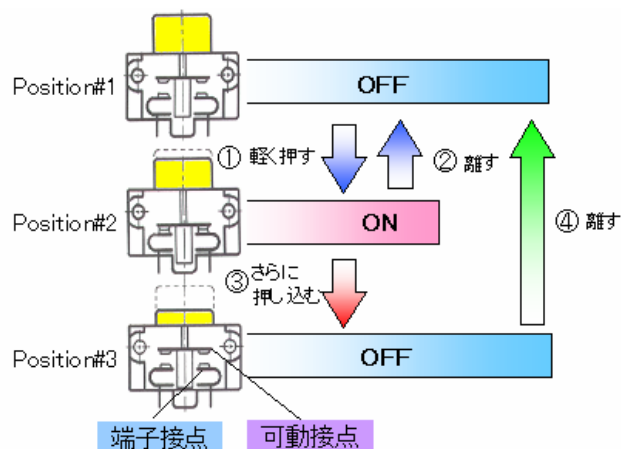 Position#1
OFF
① 軽く押す
② 離す
Position#2
ON
④ 離す
③ さらに
押し込む
Position#3
OFF
端子接点
可動接点